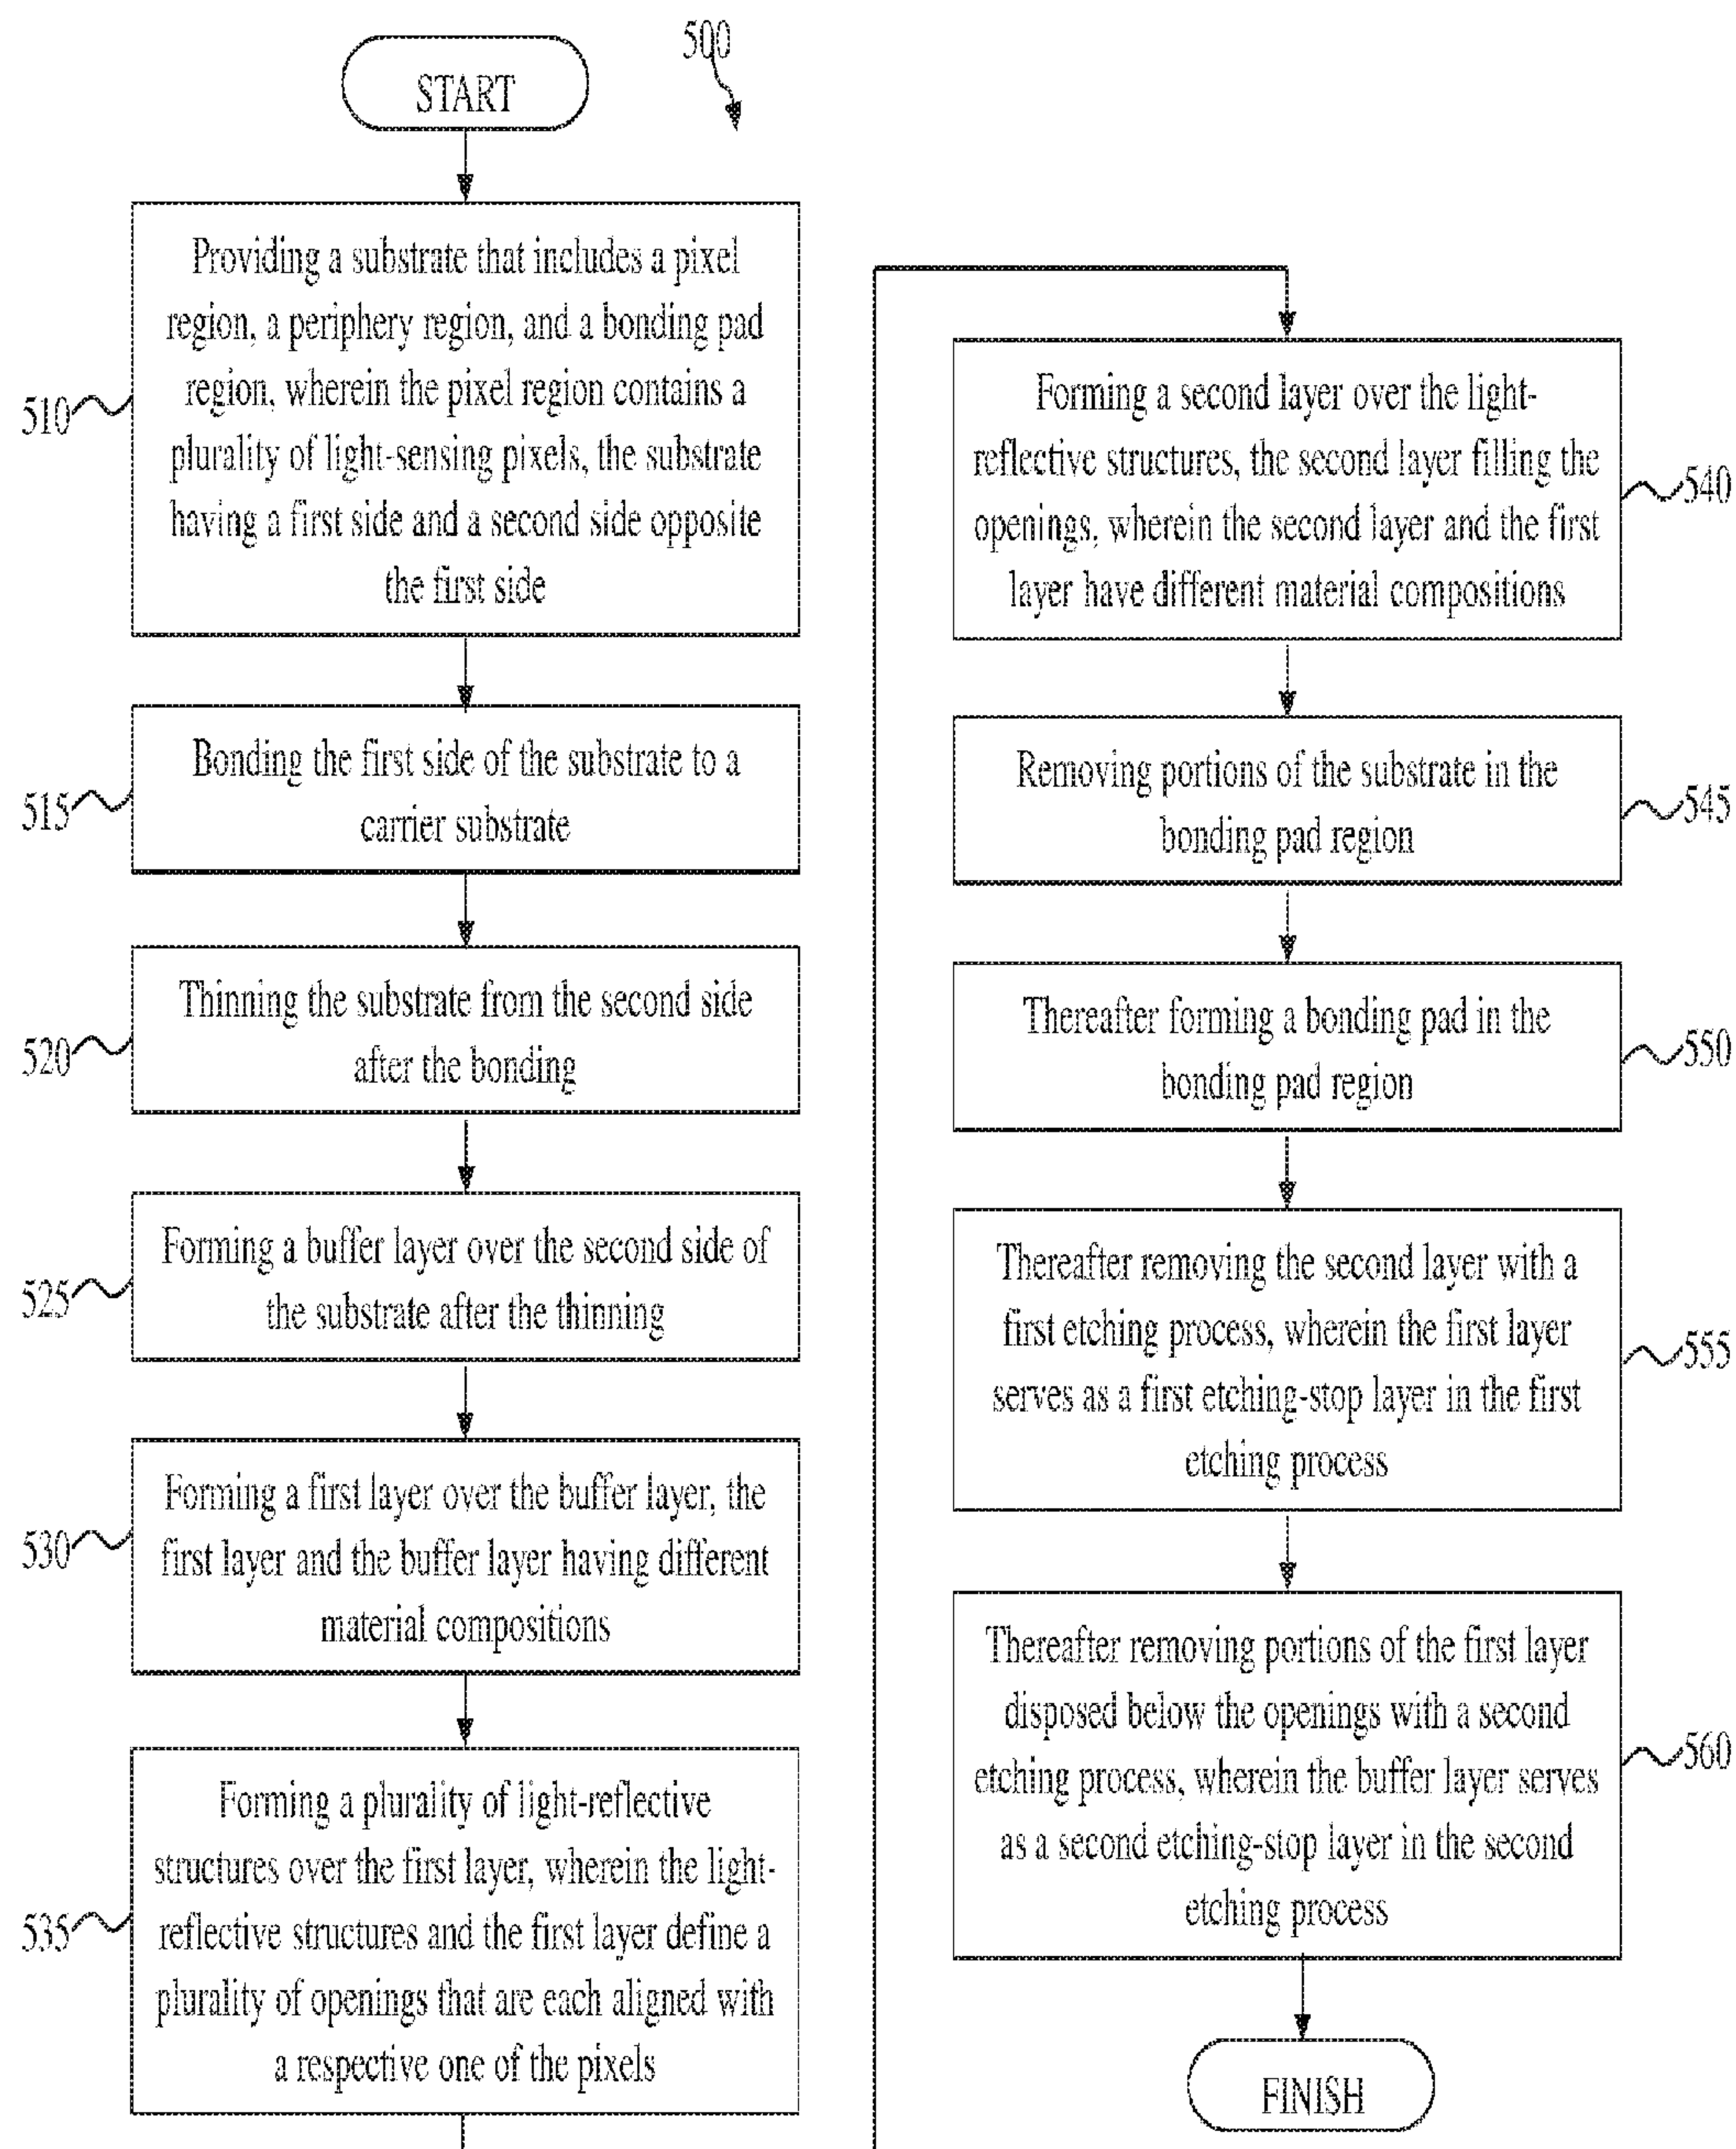 500
START
510
Providing a substrate that includes a pixel
region, a periphery region, and a bonding pad
region, wherein the pixel region contains a
plurality of light-sensing pixels, the substrate
having a first side and a second side opposite
the first side
515
Bonding the first side of the substrate to a
carrier substrate
520
Thinning the substrate from the second side
after the bonding
525
Forming a buffer layer over the second side of
the substrate after the thinning
530
Forming a first layer over the buffer layer, the
first layer and the buffer layer having different
material compositions
535
Forming a plurality of light-reflective
structures over the first layer, wherein the light-
reflective structures and the first layer define a
plurality of openings that are each aligned with
a respective one of the pixels
Forming a second layer over the light-
reflective structures, the second layer filling the
openings, wherein the second layer and the first
layer have different material compositions
540
Removing portions of the substrate in the
bonding pad region
545
Thereafter forming a bonding pad in the
bonding pad region
550
Thereafter removing the second layer with a
first etching process, wherein the first layer
serves as a first etching-stop layer in the first
etching process
555
Thereafter removing portions of the first layer
disposed below the openings with a second
etching process, wherein the buffer layer serves
as a second etching-stop layer in the second
etching process
560
FINISH